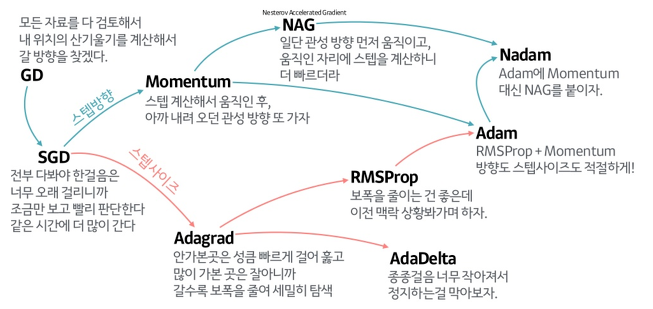 모든 자료를 다 검토해서
내 위치의 산기울기를 계산해서
갈 방향을 찾겠다.
GD
Nesterov Accelerated Gradient
NAG
일단 관성 방향 먼저 움직이고,
움직인 자리에 스텝을 계산하니
더 빠르더라
Nadam
Adam에 Momentum
대신 NAG를 붙이자.
Momentum
스텝 계산해서 움직인 후,
아까 내려 오던 관성 방향 또 가자
스텝방향
Adam
RMSProp + Momentum
방향도 스텝사이즈도 적절하게!
SGD
전부 다봐야 한걸음은
너무 오래 걸리니까
조금만 보고 빨리 판단한다
같은 시간에 더 많이 간다
스텝사이즈
RMSProp
보폭을 줄이는 건 좋은데
이전 맥락 상황봐가며 하자.
Adagrad
안가본곳은 성큼 빠르게 걸어 훑고
많이 가본 곳은 잘아니까
갈수록 보폭을 줄여 세밀히 탐색
AdaDelta
종종걸음 너무 작아져서
정지하는걸 막아보자.